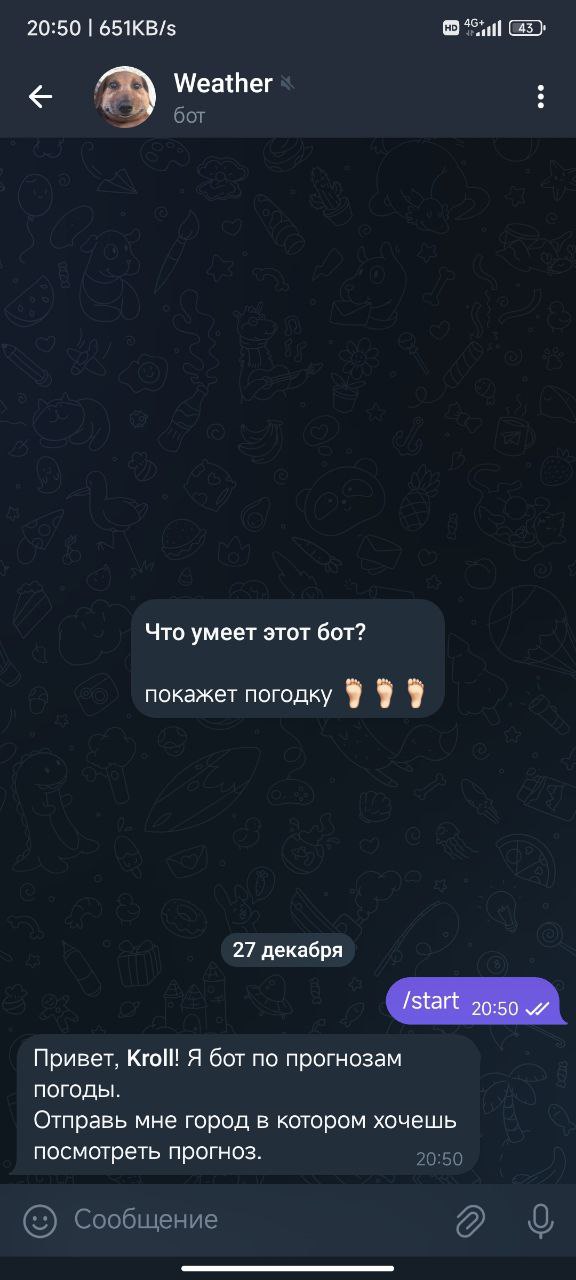 20:50 | 651KB/s
HD 4G+ 43
Weather
бот
Что умеет этот бот?
покажет погодку 🦶🏻 🦶🏻 🦶🏻
27 декабря
/start 20:50
Привет, Kroll! Я бот по прогнозам
погоды.
Отправь мне город в котором хочешь
посмотреть прогноз.
20:50
Сообщение